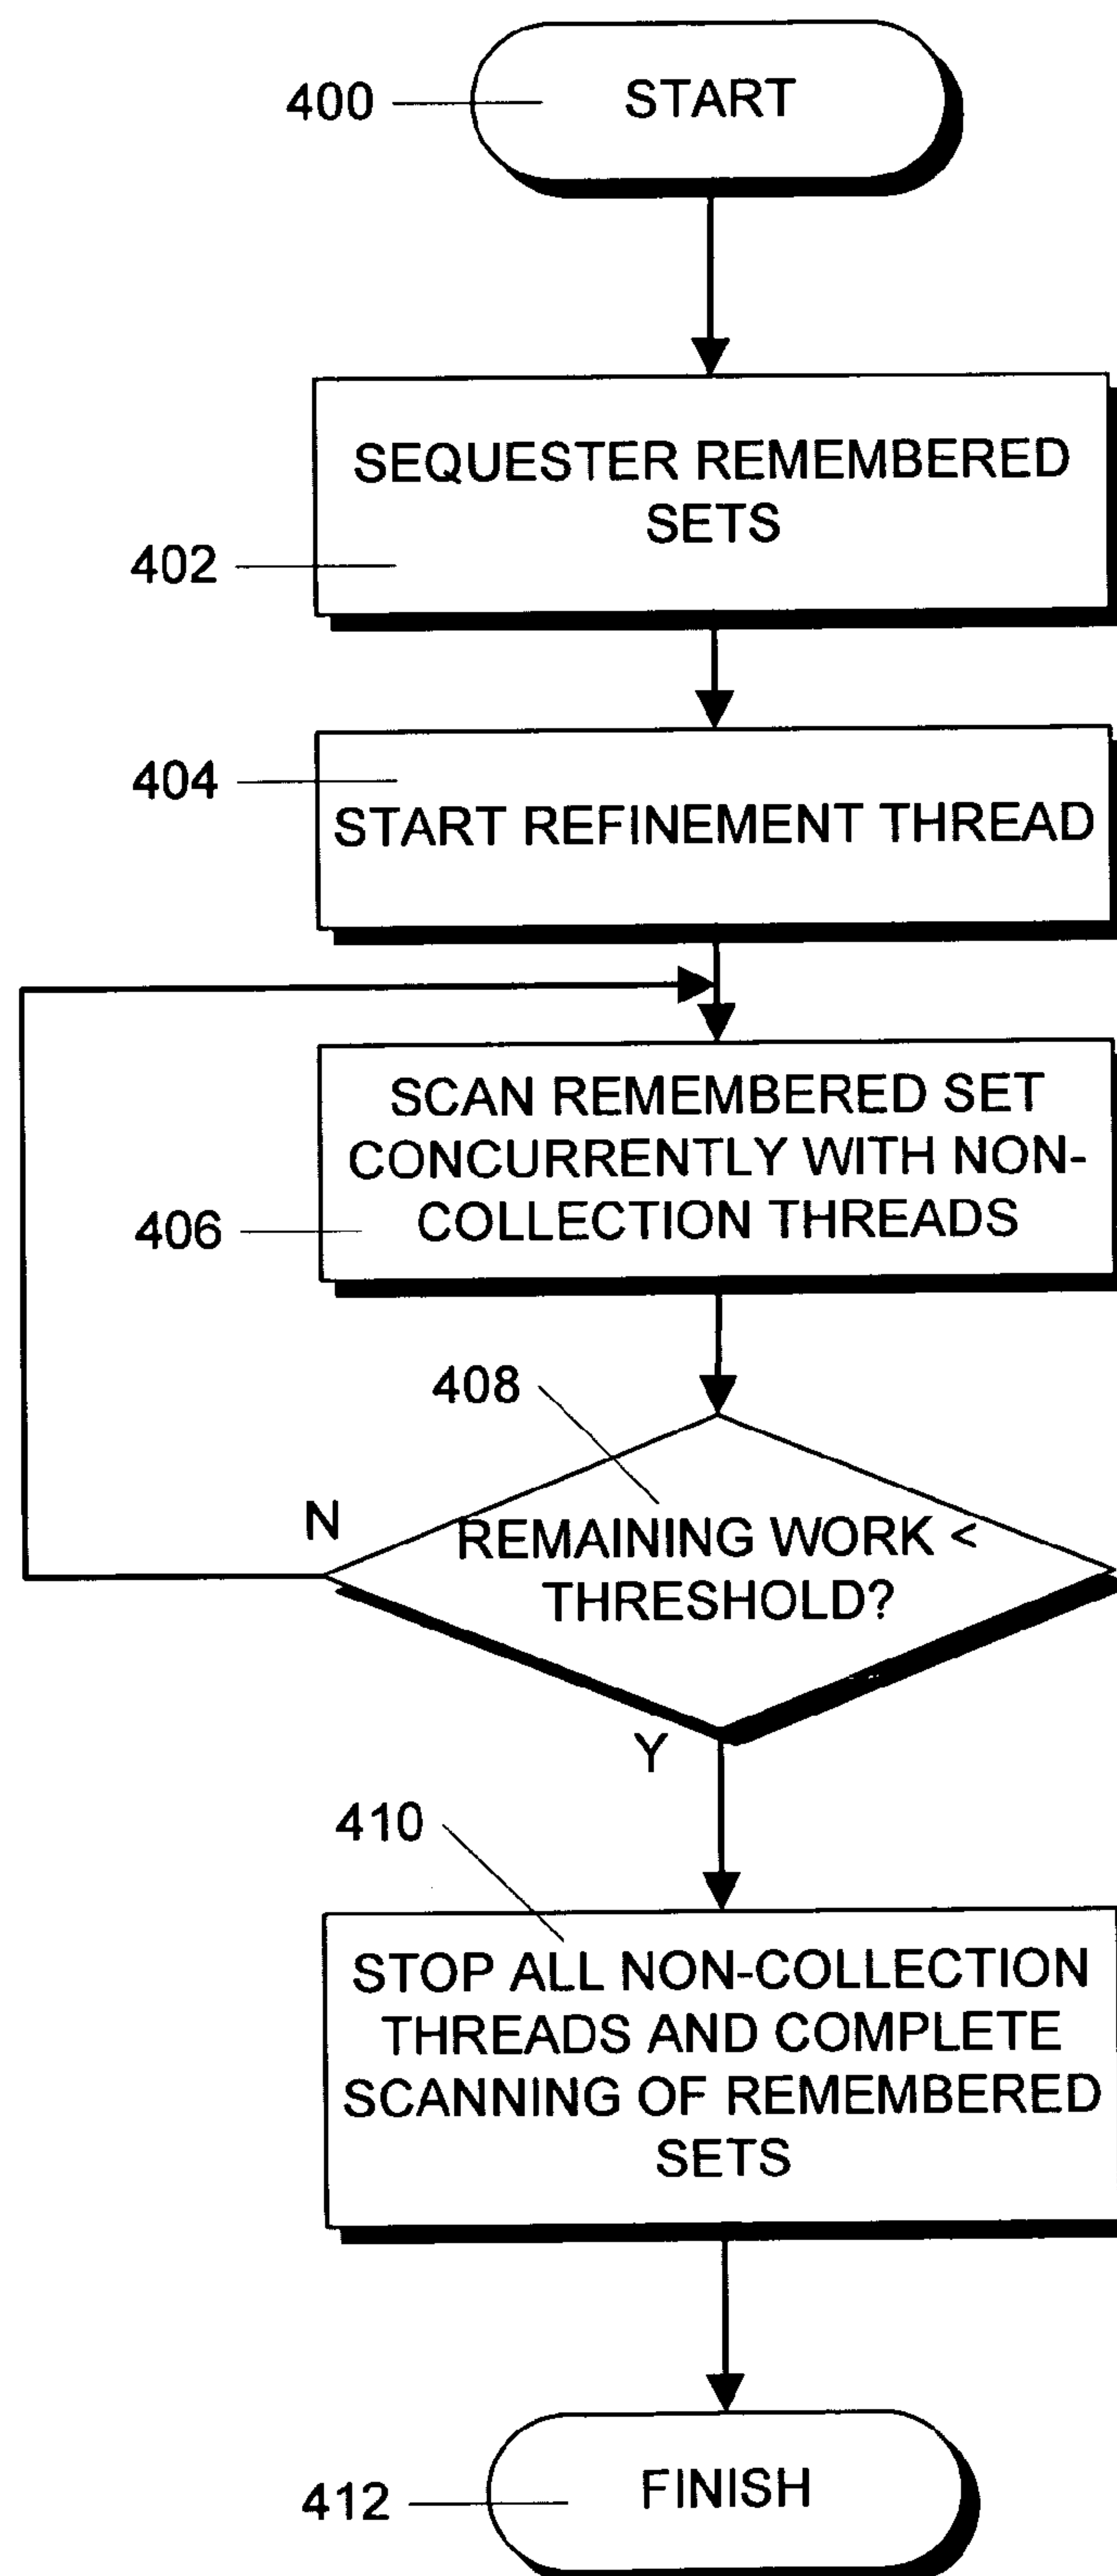 400
START
SEQUESTER REMEMBERED
SETS
402
404
START REFINEMENT THREAD
SCAN REMEMBERED SET
CONCURRENTLY WITH NON-
COLLECTION THREADS
406
408
N
REMAINING WORK <
THRESHOLD?
Y
410
STOP ALL NON-COLLECTION
THREADS AND COMPLETE
SCANNING OF REMEMBERED
SETS
FINISH
412